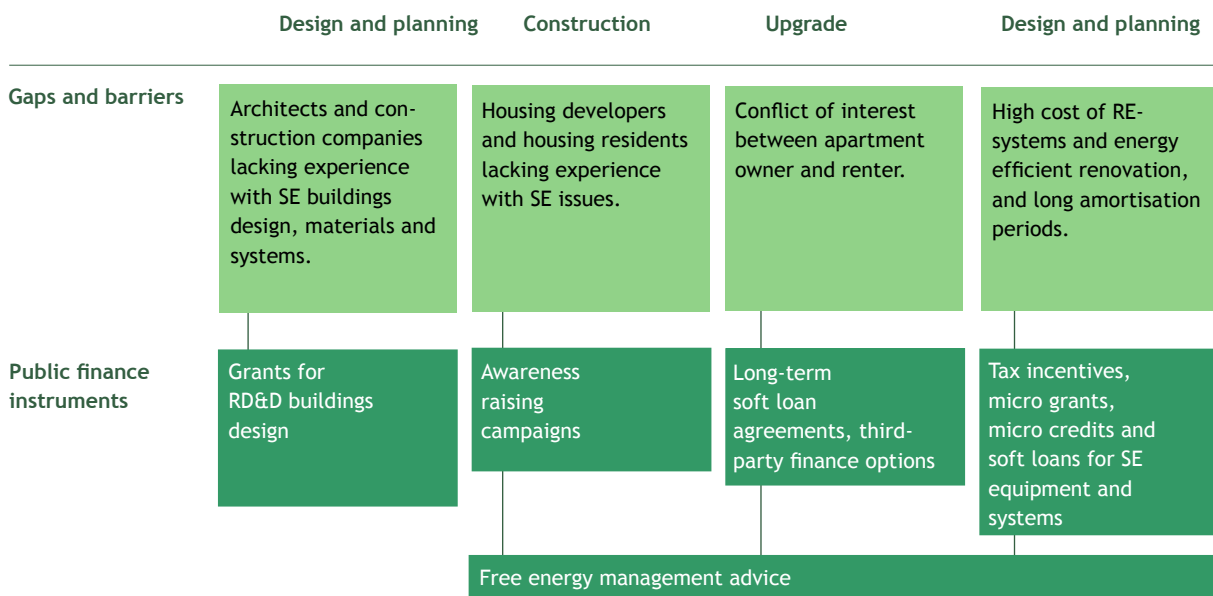 Design and planning
Construction
Upgrade
Design and planning
Gaps and barriers
Architects and con-
struction companies
lacking experience
with SE buildings
design, materials and
systems.
Housing developers
and housing residents
lacking experience
with SE issues.
Conflict of interest
between apartment
owner and renter.
High cost of RE-
systems and energy
efficient renovation,
and long amortisation
periods.
Public finance
instruments
Grants for
RD&D buildings
design
Awareness
raising
campaigns
Long-term
soft loan
agreements, third-
party finance options
Tax incentives,
micro grants,
micro credits and
soft loans for SE
equipment and
systems
Free energy management advice